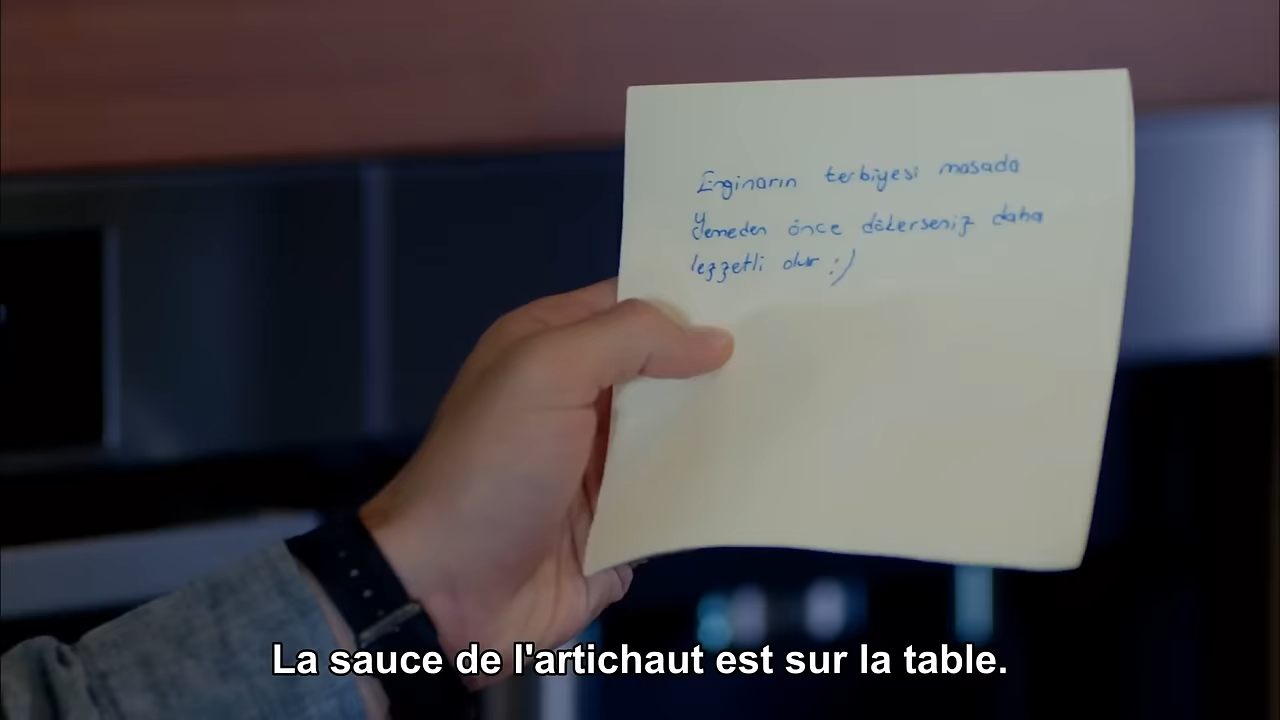 Enginarın terbiyesi masada
Yemeden önce dökerseniz daha
lezzetli olur :)
La sauce de l'artichaut est sur la table.